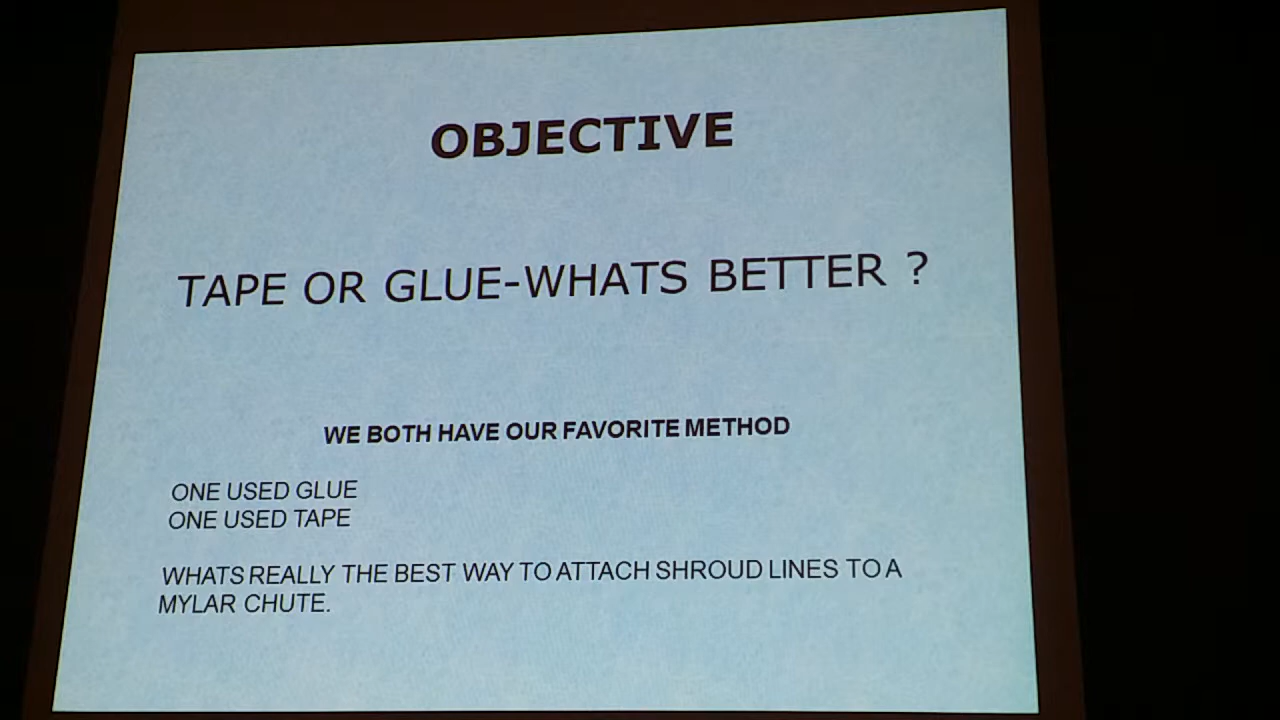 OBJECTIVE
TAPE OR GLUE-WHATS BETTER ?
WE BOTH HAVE OUR FAVORITE METHOD
ONE USED GLUE
ONE USED TAPE
WHATS REALLY THE BEST WAY TO ATTACH SHROUD LINES TO A
MYLAR CHUTE.